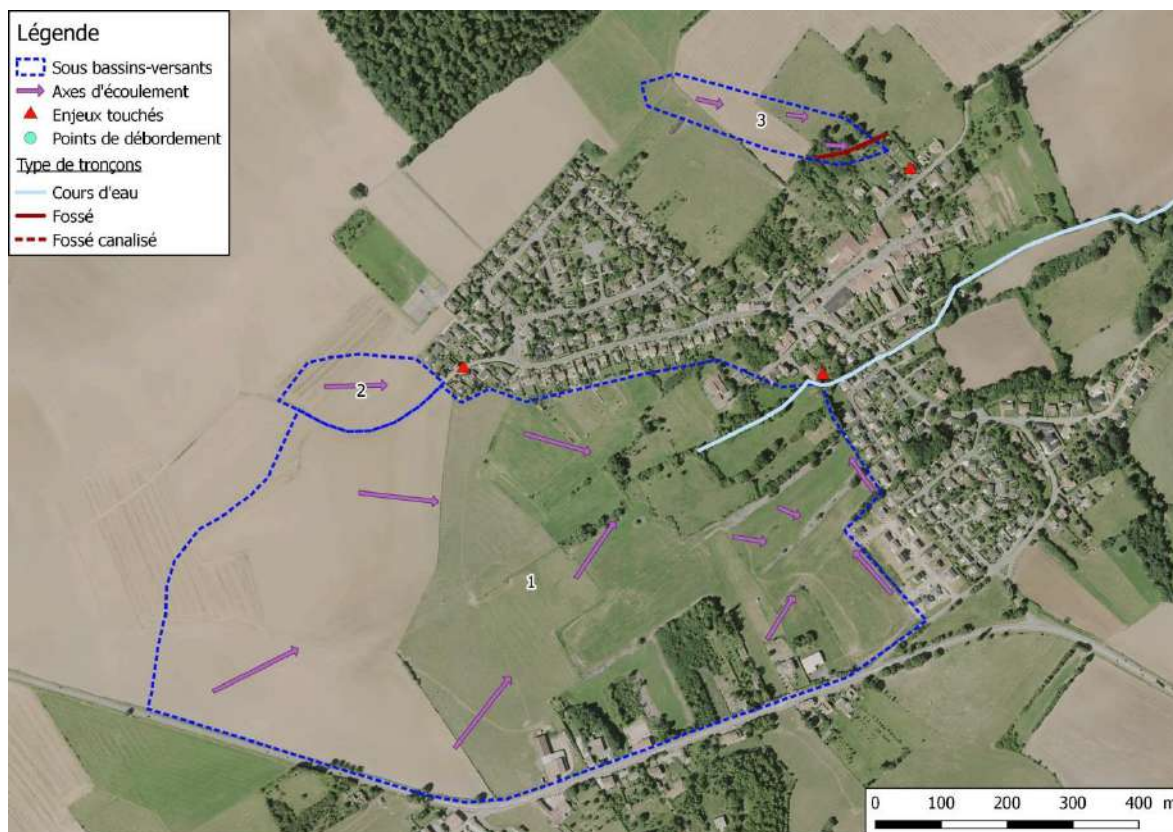 Légende
Sous bassins-versants
Axes d'écoulement
Enjeux touchés
Points de débordement
Type de tronçons
Cours d'eau
Fossé
Fossé canalisé
3
2
1
0 100 200 300 400 m